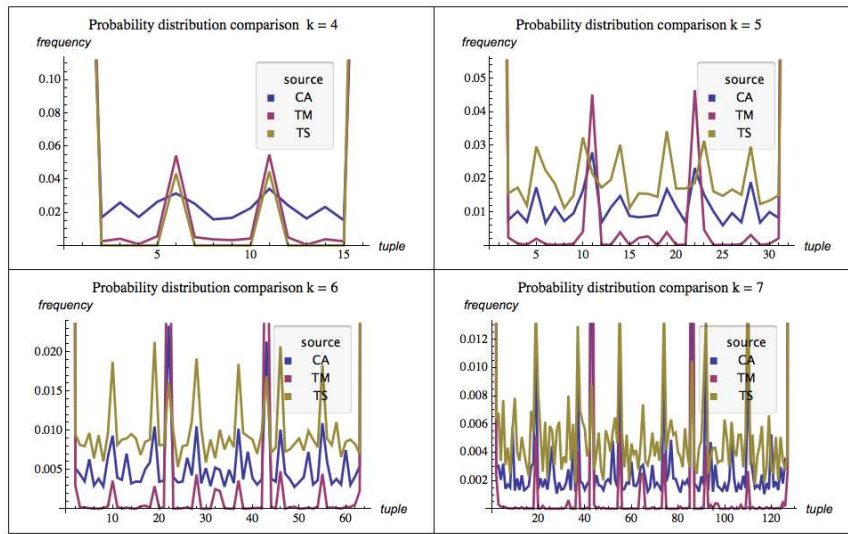 Probability distribution comparison k = 4
frequency
0.10
0.08
0.06
0.04
0.02
source
CA
TM
TS
5 10 15
tuple
Probability distribution comparison k = 5
frequency
0.05
0.04
0.03
0.02
0.01
source
CA
TM
TS
5 10 15 20 25 30
tuple
Probability distribution comparison k = 6
frequency
0.020
0.015
0.010
0.005
source
CA
TM
TS
10 20 30 40 50 60
tuple
Probability distribution comparison k = 7
frequency
0.012
0.010
0.008
0.006
0.004
0.002
source
CA
TM
TS
20 40 60 80 100 120
tuple